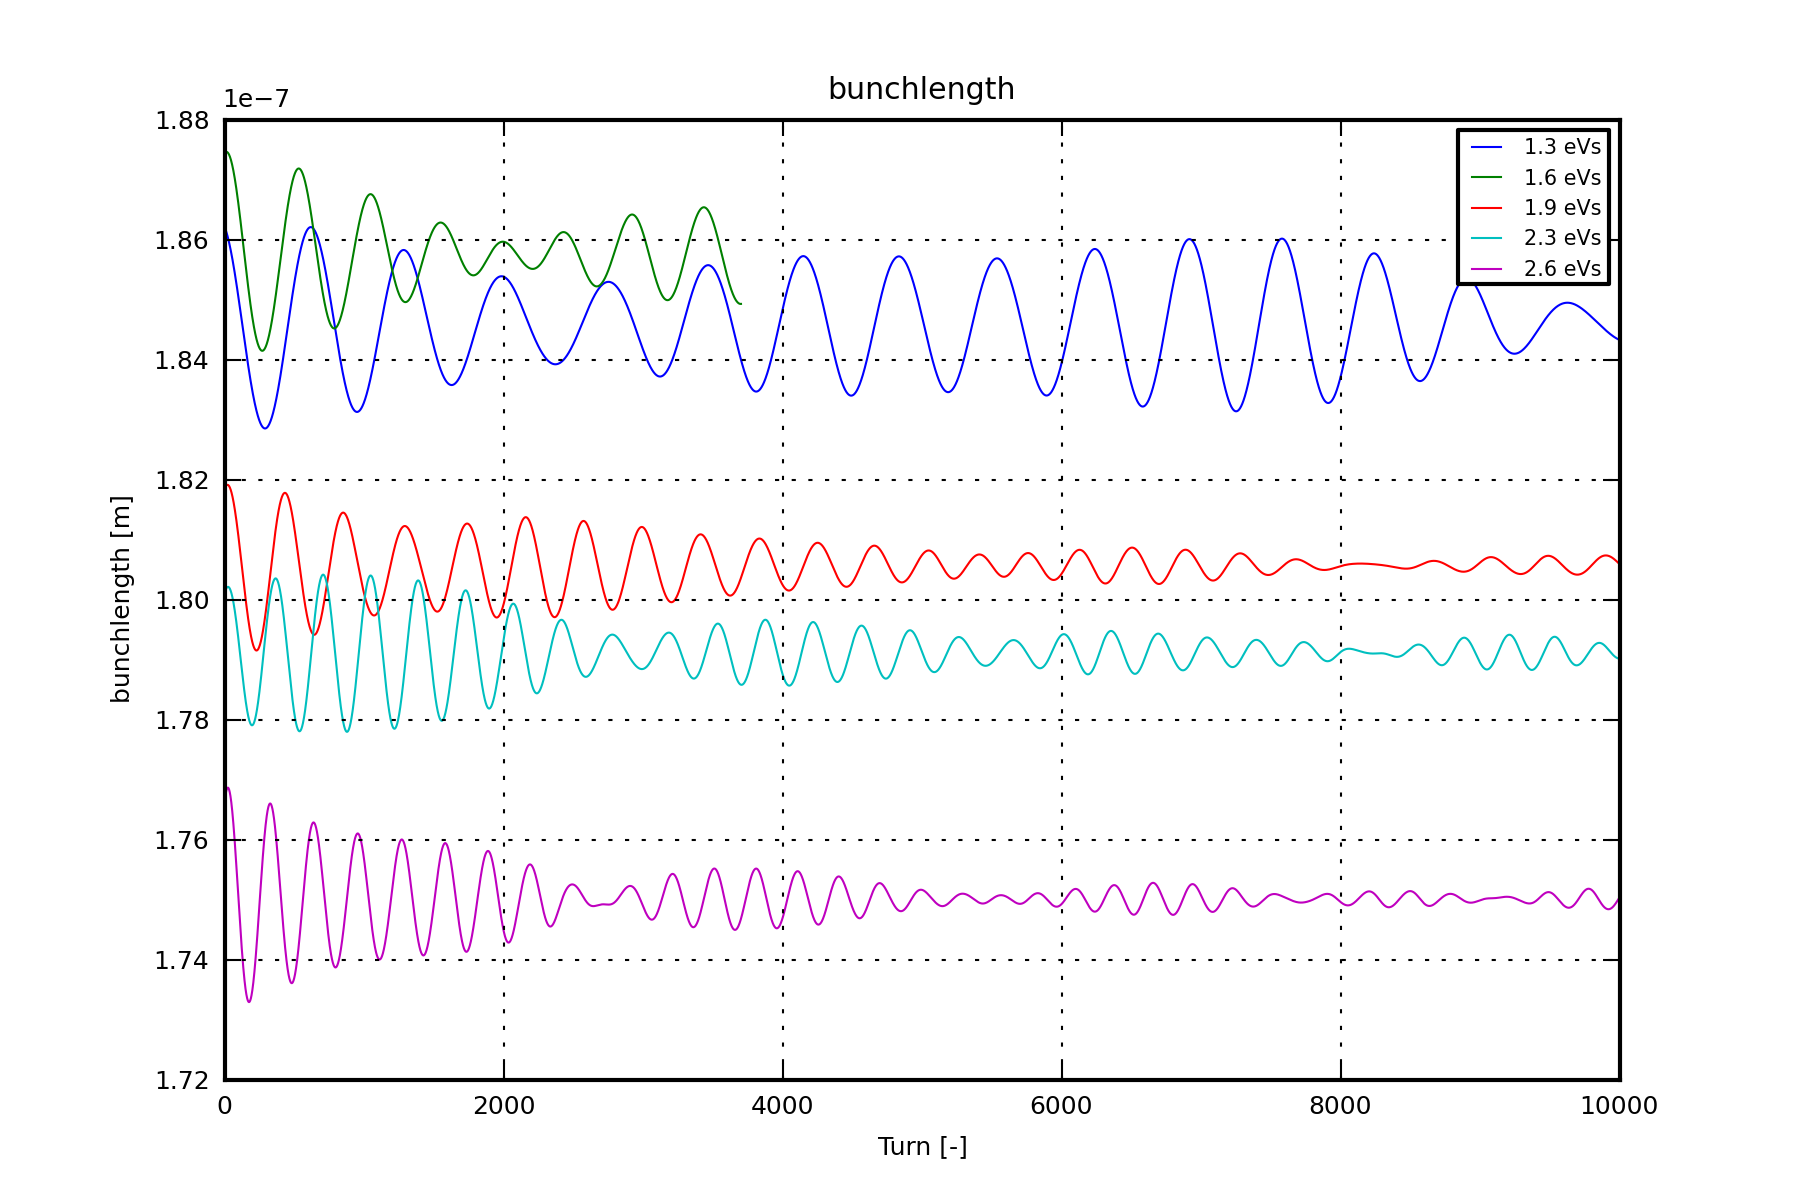 bunchlength
1e−7
1.88
1.86
1.84
1.82
1.80
1.78
1.76
1.74
1.72
bunchlength [m]
1.3 eVs
1.6 eVs
1.9 eVs
2.3 eVs
2.6 eVs
0 2000 4000 6000 8000 10000
Turn [-]